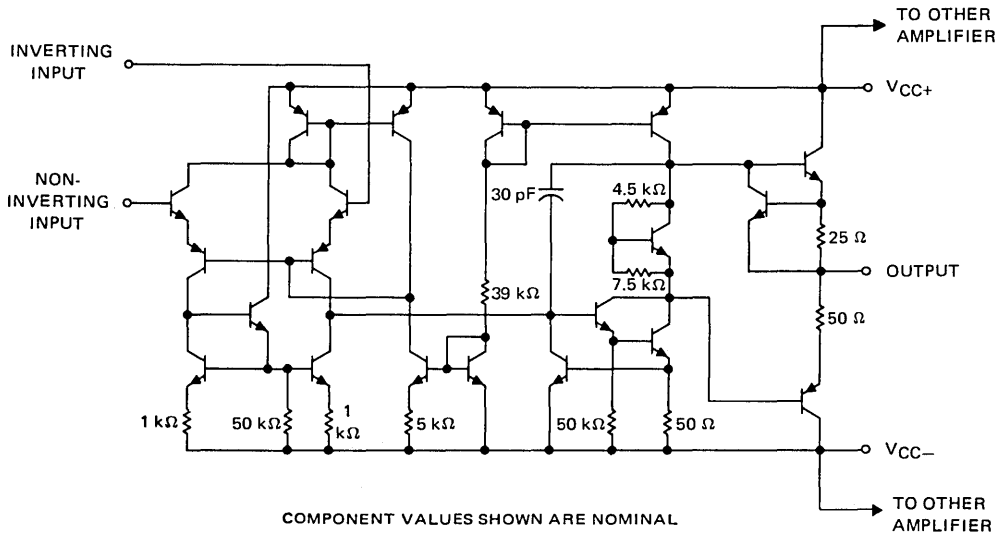 TO OTHER
AMPLIFIER
INVERTING
INPUT
VCC+
NON-
INVERTING
INPUT
30 pF
4.5 kΩ
25 Ω
OUTPUT
7.5 kΩ
39 kΩ
50 Ω
1 kΩ
50 kΩ
1
kΩ
5 kΩ
50 kΩ
50 Ω
VCC–
TO OTHER
AMPLIFIER
COMPONENT VALUES SHOWN ARE NOMINAL